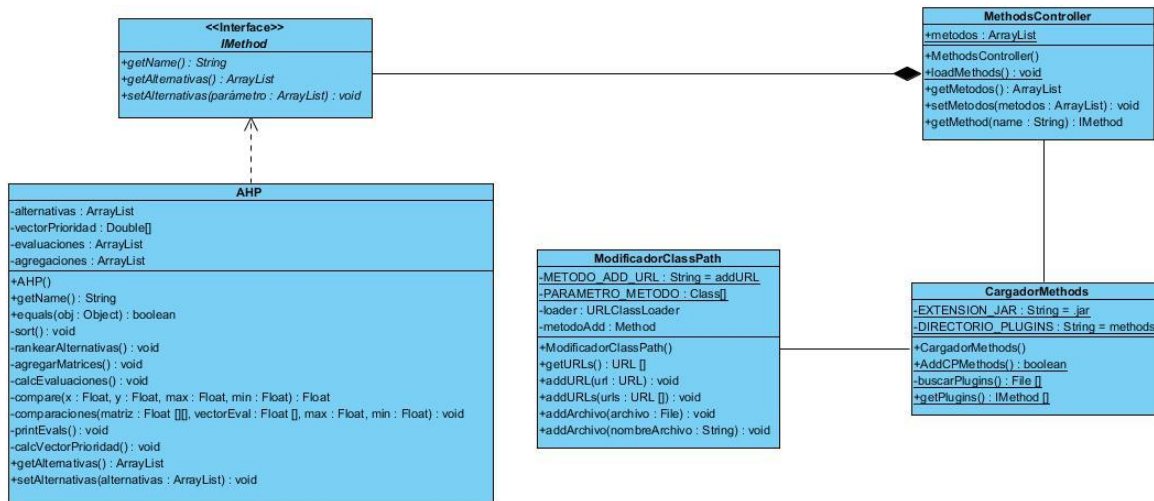 <<Interface>>
IMethod
+getName() : String
+getAlternativas() : ArrayList
+setAlternativas(parámetro : ArrayList) : void
MethodsController
+metodos : ArrayList
+MethodsController()
+loadMethods() : void
+getMetodos() : ArrayList
+setMetodos(metodos : ArrayList) : void
+getMethod(name : String) : IMethod
AHP
-alternativas : ArrayList
-vectorPrioridad : Double[]
-evaluaciones : ArrayList
-agregaciones : ArrayList
+AHP()
+getName() : String
+equals(obj : Object) : boolean
-sort() : void
-rankearAlternativas() : void
-agregarMatrices() : void
-calcEvaluaciones() : void
-compare(x : Float, y : Float, max : Float, min : Float) : Float
-comparaciones(matriz : Float [][], vectorEval : Float [], max : Float, min : Float) : void
-printEvals() : void
-calcVectorPrioridad() : void
+getAlternativas() : ArrayList
+setAlternativas(alternativas : ArrayList) : void
ModificadorClassPath
-METODO_ADD_URL : String = addURL
-PARAMETRO_METODO : Class[]
-loader : URLClassLoader
-metodoAdd : Method
+ModificadorClassPath()
+getURLs() : URL []
+addURL(url : URL) : void
+addURLs(urls : URL []) : void
+addArchivo(archivo : File) : void
+addArchivo(nombreArchivo : String) : void
CargadorMethods
-EXTENSION_JAR : String = .jar
-DIRECTORIO_PLUGINS : String = methods
+CargadorMethods()
+AddCPMethods() : boolean
-buscarPlugins() : File []
+getPlugins() : IMethod []